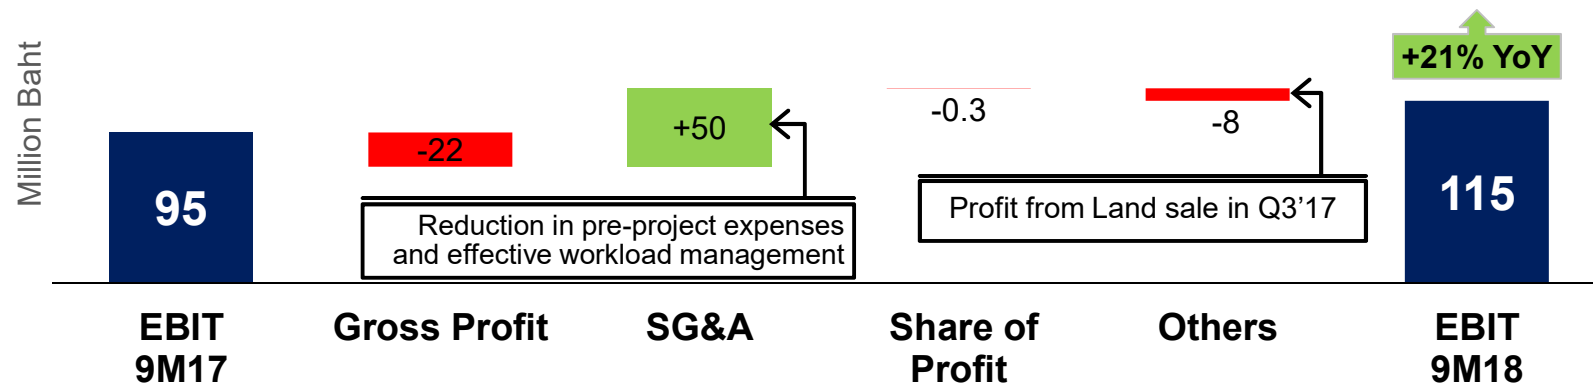 Million Baht
+21% YoY
95
-22
+50
-0.3
-8
115
Reduction in pre-project expenses
and effective workload management
Profit from Land sale in Q3’17
EBIT
9M17
Gross Profit
SG&A
Share of
Profit
Others
EBIT
9M18